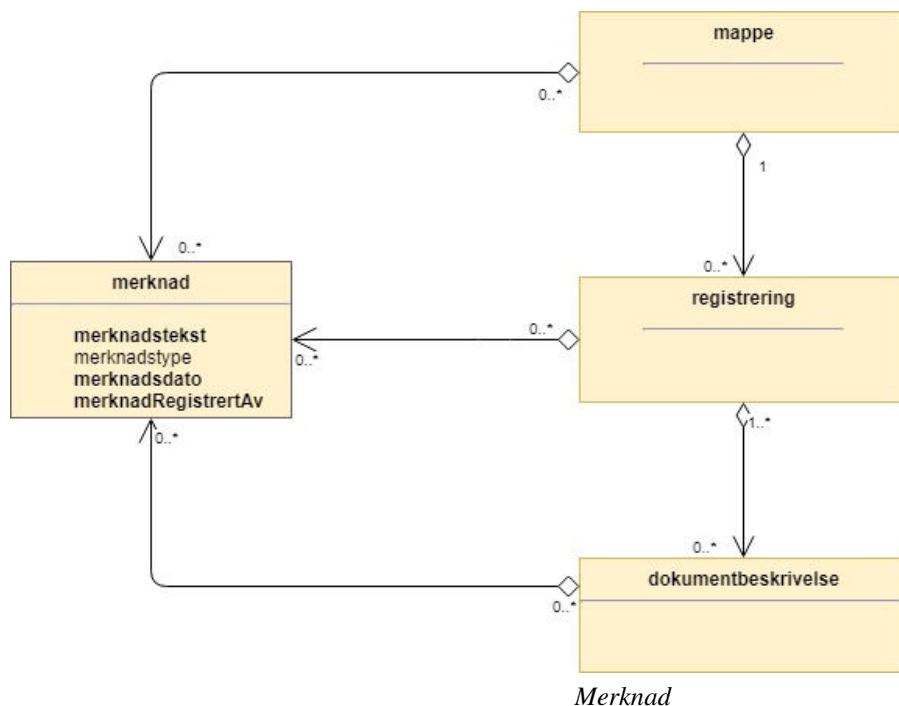 mappe
0..*
1
0..*
0..*
merknad
registrering
merknadstekst
merknadstype
merknadsdato
merknadRegistrertAv
0..*
0..*
0..*
1..*
0..*
dokumentbeskrivelse
0..*
Merknad